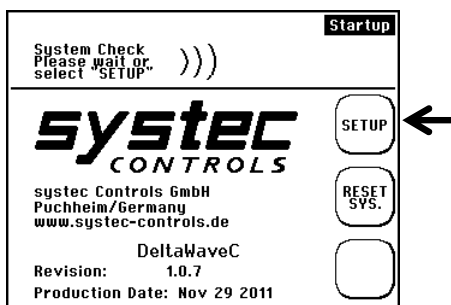 Startup
System Check
Please wait or
select "SETUP"
)))
systec
CONTROLS
SETUP
systec Controls GmbH
Puchheim/Germany
www.systec-controls.de
RESET
SYS.
DeltaWaveC
Revision: 1.0.7
Production Date: Nov 29 2011